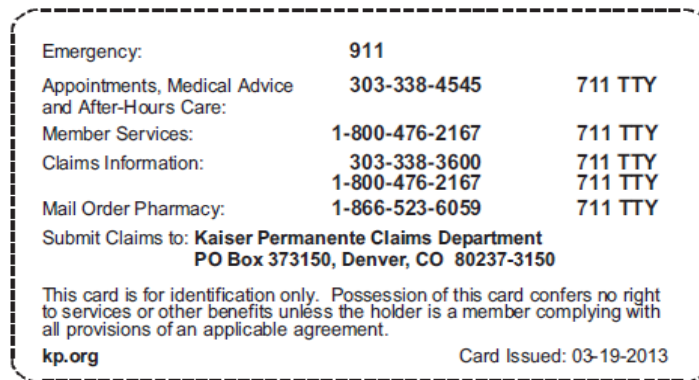 Emergency: 911
Appointments, Medical Advice 303-338-4545 711 TTY
and After-Hours Care:
Member Services: 1-800-476-2167 711 TTY
Claims Information: 303-338-3600 711 TTY
1-800-476-2167 711 TTY
Mail Order Pharmacy: 1-866-523-6059 711 TTY
Submit Claims to: Kaiser Permanente Claims Department
PO Box 373150, Denver, CO 80237-3150
This card is for identification only. Possession of this card confers no right
to services or other benefits unless the holder is a member complying with
all provisions of an applicable agreement.
kp.org Card Issued: 03-19-2013